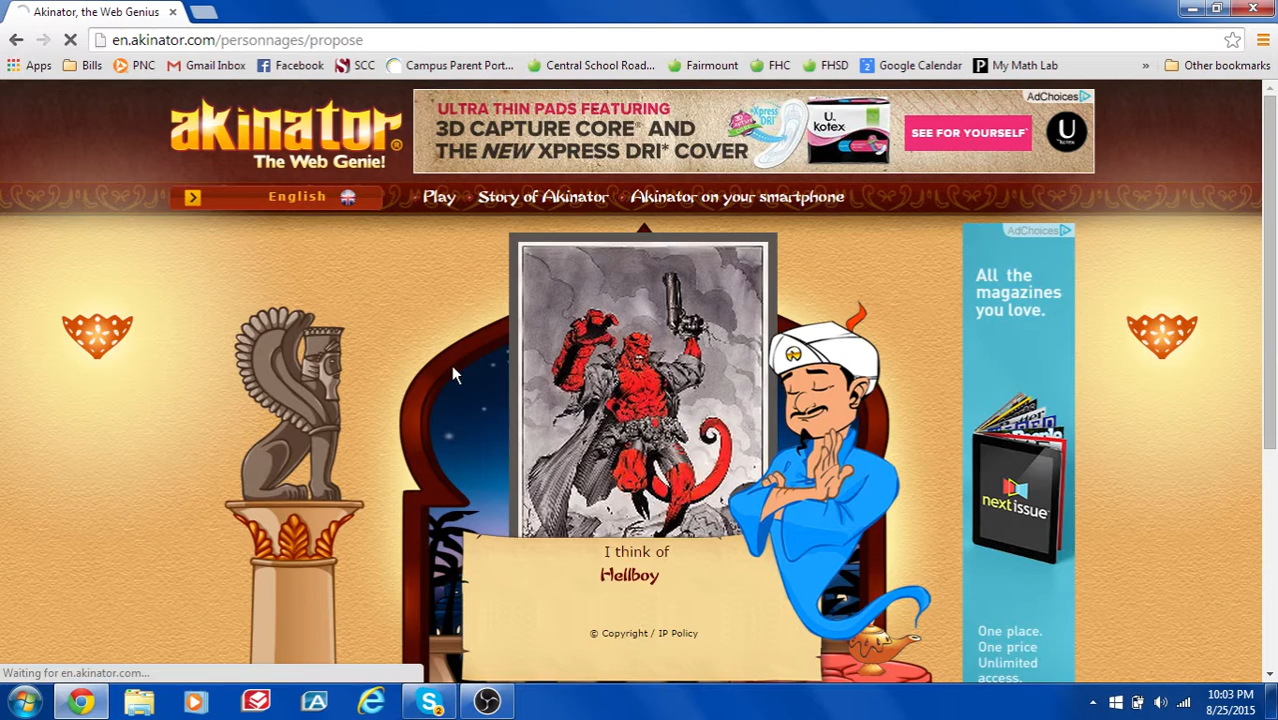 Akinator, the Web Genius
en.akinator.com/personnages/propose
Apps Bills PNC Gmail Inbox Facebook SCC Campus Parent Port... Central School Road... Fairmount FHC FHSD Google Calendar My Math Lab » Other bookmarks
akinator®
The Web Genie!
AdChoices
ULTRA THIN PADS FEATURING
3D CAPTURE CORE* AND
THE NEW XPRESS DRI* COVER
Xpress DRI*
U.
kotex
SEE FOR YOURSELF*
U
by kotex
English
Play Story of Akinator Akinator on your smartphone
AdChoices
All the
magazines
you love.
next issue
One place.
One price
Unlimited
access.
I think of
Hellboy
© Copyright / IP Policy
Waiting for en.akinator.com...
2
10:03 PM
8/25/2015